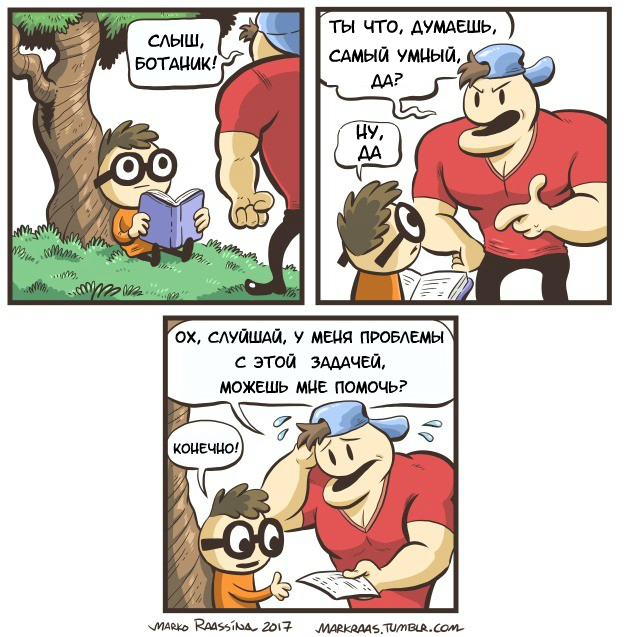 СЛЫШ,
БОТАНИК!
ТЫ ЧТО, ДУМАЕШЬ,
САМЫЙ УМНЫЙ,
ДА?
НУ,
ДА
ОХ, СЛУЙШАЙ, У МЕНЯ ПРОБЛЕМЫ
С ЭТОЙ ЗАДАЧЕЙ,
МОЖЕШЬ МНЕ ПОМОЧЬ?
КОНЕЧНО!
MARKO RAASSINA 2017 MARKRAAS.TUMBLR.COM